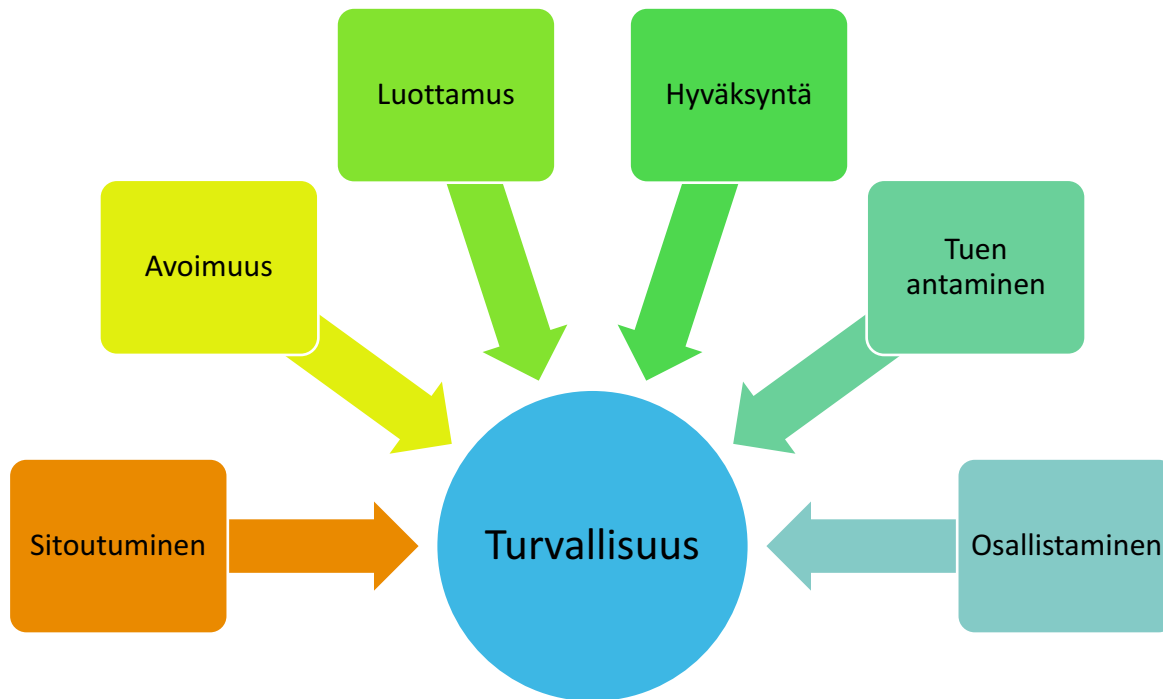 Luottamus
Hyväksyntä
Avoimuus
Tuen
antaminen
Sitoutuminen
Turvallisuus
Osallistaminen